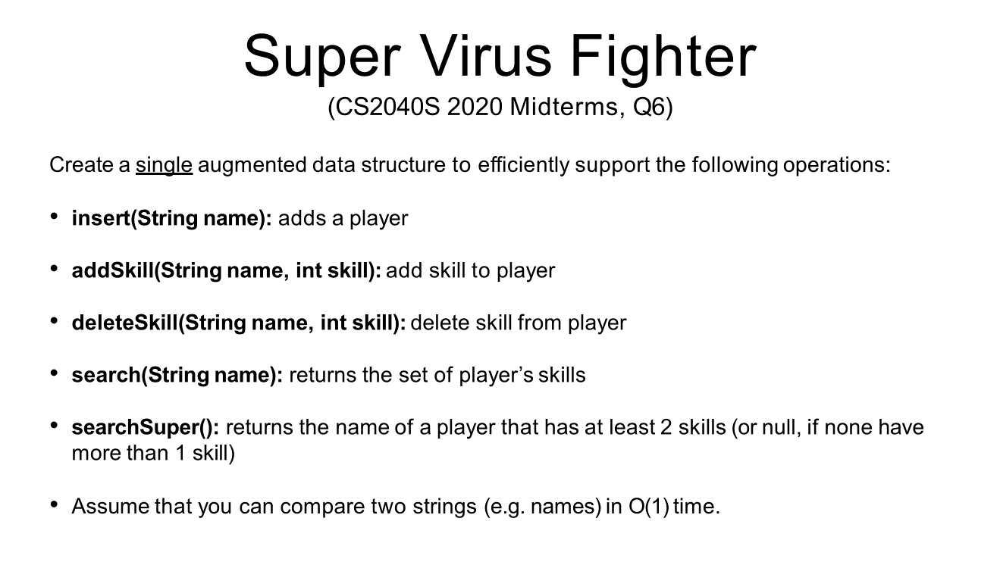 Super Virus Fighter
(CS2040S 2020 Midterms, Q6)
Create a single augmented data structure to efficiently support the following operations:
• insert(String name): adds a player
• addSkill(String name, int skill): add skill to player
• deleteSkill(String name, int skill): delete skill from player
• search(String name): returns the set of player’s skills
• searchSuper(): returns the name of a player that has at least 2 skills (or null, if none have
more than 1 skill)
• Assume that you can compare two strings (e.g. names) in O(1) time.